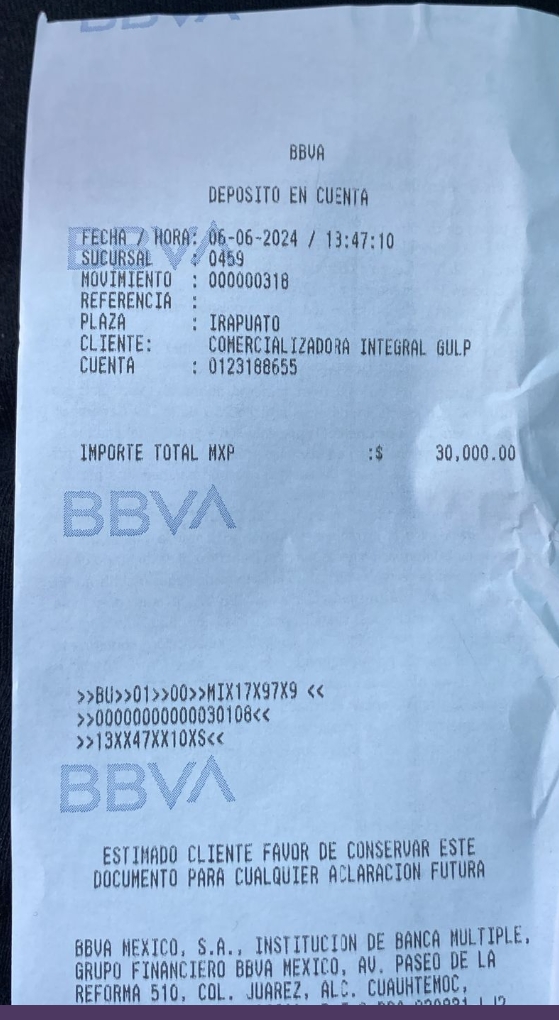 BBVA
BBVA
DEPOSITO EN CUENTA
BBVA
FECHA / HORA: 06-06-2024 / 13:47:10
SUCURSAL : 0459
MOVIMIENTO : 000000318
REFERENCIA :
PLAZA : IRAPUATO
CLIENTE: COMERCIALIZADORA INTEGRAL GULP
CUENTA : 0123188655
IMPORTE TOTAL MXP :$ 30,000.00
BBVA
>>BU>>01>>00>>MIX17X97X9 <<
>>00000000000030108<<
>>13XX47XX10XS<<
BBVA
ESTIMADO CLIENTE FAVOR DE CONSERVAR ESTE
DOCUMENTO PARA CUALQUIER ACLARACION FUTURA
BBVA MEXICO, S.A., INSTITUCION DE BANCA MULTIPLE,
GRUPO FINANCIERO BBVA MEXICO, AV. PASEO DE LA
REFORMA 510, COL. JUAREZ, ALC. CUAUHTEMOC,